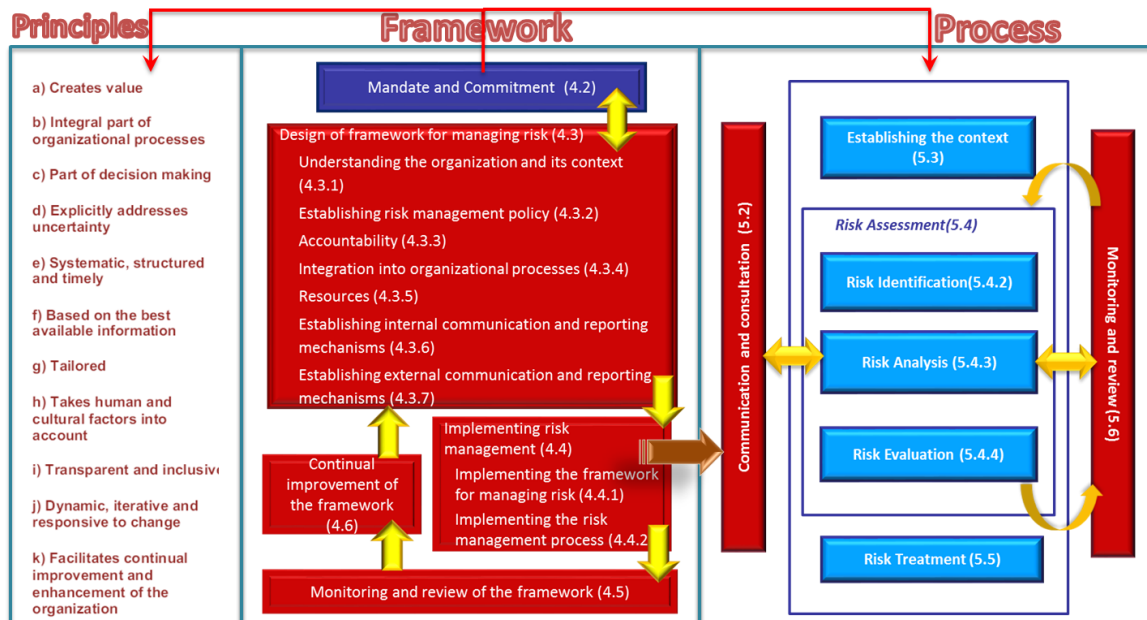 Principles
Framework
Process
a) Creates value
b) Integral part of
organizational processes
c) Part of decision making
d) Explicitly addresses
uncertainty
e) Systematic, structured
and timely
f) Based on the best
available information
g) Tailored
h) Takes human and
cultural factors into
account
i) Transparent and inclusive
j) Dynamic, iterative and
responsive to change
k) Facilitates continual
improvement and
enhancement of the
organization
Mandate and Commitment (4.2)
Design of framework for managing risk (4.3)
Understanding the organization and its context
(4.3.1)
Establishing risk management policy (4.3.2)
Accountability (4.3.3)
Integration into organizational processes (4.3.4)
Resources (4.3.5)
Establishing internal communication and reporting
mechanisms (4.3.6)
Establishing external communication and reporting
mechanisms (4.3.7)
Implementing risk
management (4.4)
Implementing the framework
for managing risk (4.4.1)
Implementing the risk
management process (4.4.2
Continual
improvement of
the framework
(4.6)
Monitoring and review of the framework (4.5)
Communication and consultation (5.2)
Establishing the context
(5.3)
Risk Assessment(5.4)
Risk Identification(5.4.2)
Risk Analysis (5.4.3)
Risk Evaluation (5.4.4)
Risk Treatment (5.5)
Monitoring and review (5.6)